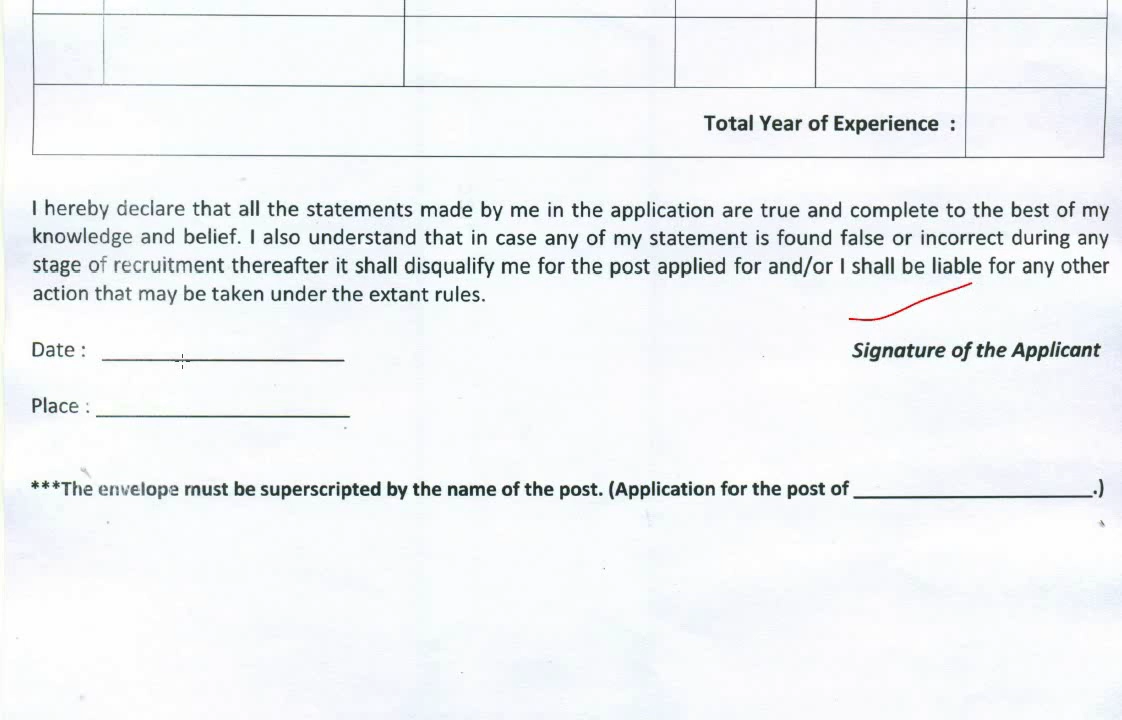 Total Year of Experience :
I hereby declare that all the statements made by me in the application are true and complete to the best of my
knowledge and belief. I also understand that in case any of my statement is found false or incorrect during any
stage of recruitment thereafter it shall disqualify me for the post applied for and/or I shall be liable for any other
action that may be taken under the extant rules.
Date : ____________________
Signature of the Applicant
Place : _____________________
***The envelope must be superscripted by the name of the post. (Application for the post of ____________________.)